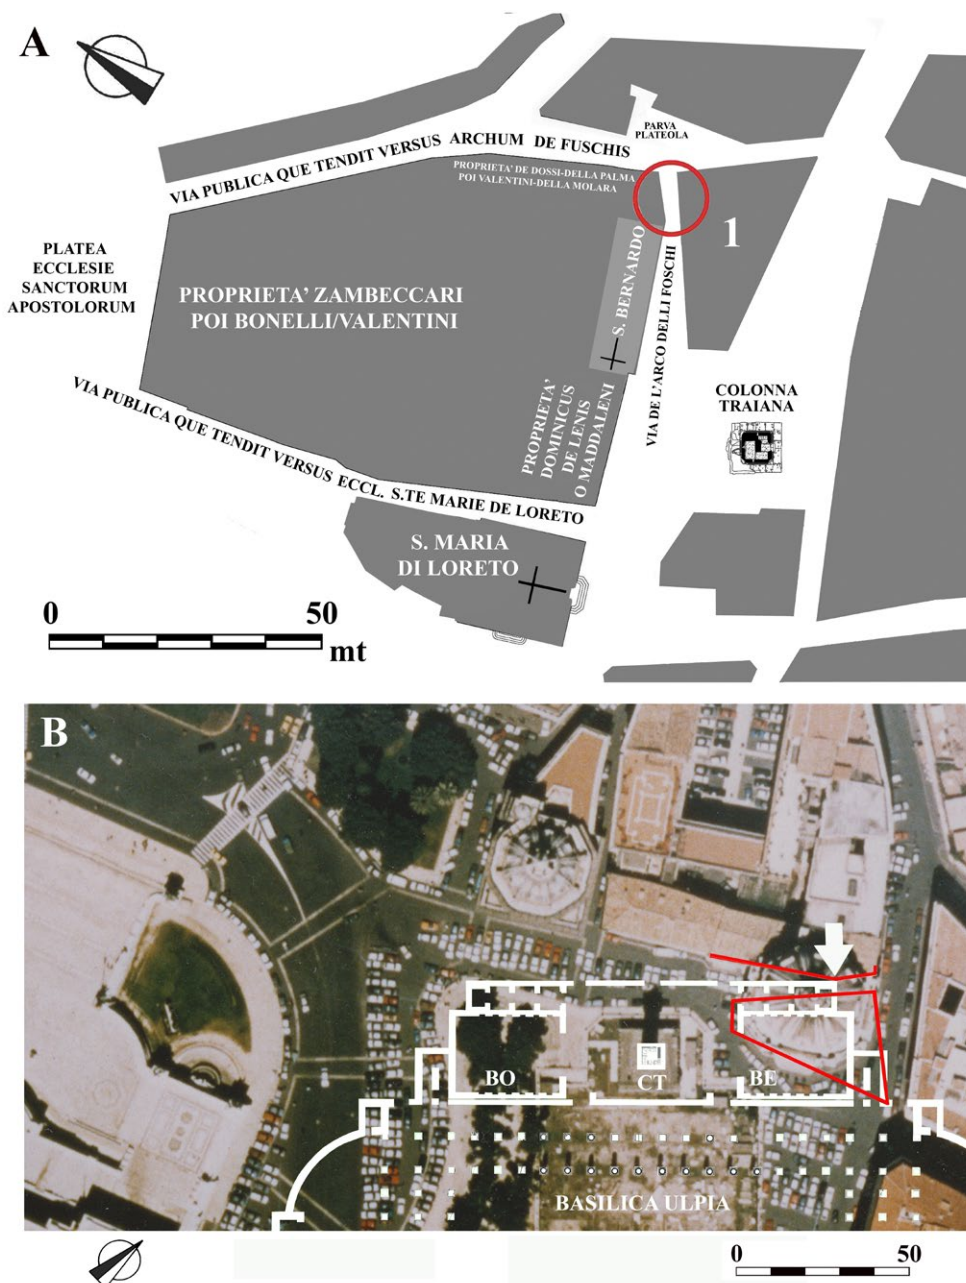 A
PARVA
PLATEOLA
VIA PUBLICA QUE TENDIT VERSUS ARCHUM DE FUSCHIS
PROPRIETA' DE DOSSI-DELLA PALMA
POI VALENTINI-DELLA MOLARA
1
PLATEA
ECCLESIE
SANCTORUM
APOSTOLORUM
PROPRIETA' ZAMBECCARI
POI BONELLI/VALENTINI
S. BERNARDO
VIA DE L'ARCO DELLI FOSCHI
PROPRIETA'
DOMINICUS
DE LENIS
O MADDALENI
COLONNA
TRAIANA
VIA PUBLICA QUE TENDIT VERSUS ECCL. S.TE MARIE DE LORETO
S. MARIA
DI LORETO
0 50
mt
B
BO CT BE
BASILICA ULPIA
0 50